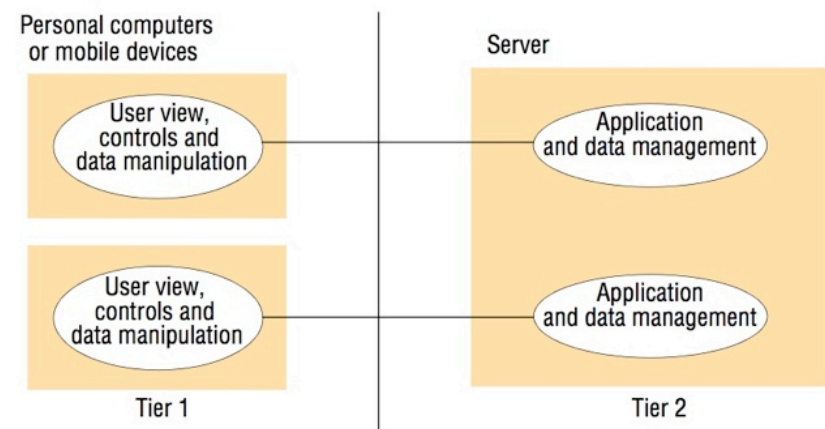 Personal computers
or mobile devices
Server
User view,
controls and
data manipulation
Application
and data management
User view,
controls and
data manipulation
Application
and data management
Tier 1
Tier 2